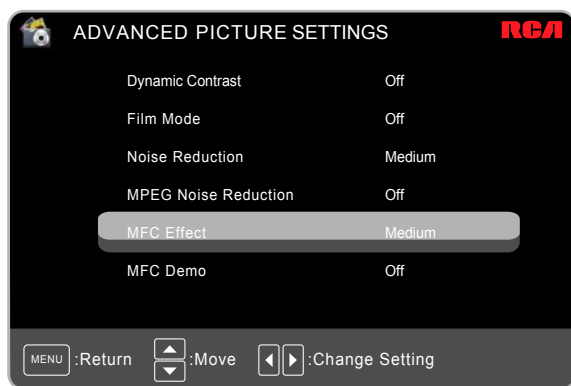 ADVANCED PICTURE SETTINGS RCA
Dynamic Contrast Off
Film Mode Off
Noise Reduction Medium
MPEG Noise Reduction Off
MFC Effect Medium
MFC Demo Off
MENU :Return :Move :Change Setting